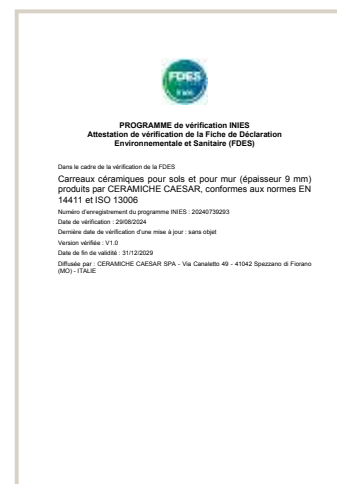 FDES
PROGRAMME de vérification INIES
Attestation de vérification de la Fiche de Déclaration
Environnementale et Sanitaire (FDES)
Dans le cadre de la vérification de la FDES
Carreaux céramiques pour sols et pour mur (épaisseur 9 mm)
produits par CERAMICHE CAESAR, conformes aux normes EN
14411 et ISO 13006
Numéro d'enregistrement du programme INIES : 20240739293
Date de vérification : 29/08/2024
Dernière date de vérification d'une mise à jour : sans objet
Version vérifiée : V1.0
Date de fin de validité : 31/12/2029
Diffusée par : CERAMICHE CAESAR SPA - Via Canaletto 49 - 41042 Spezzano di Fiorano
(MO) - ITALIE